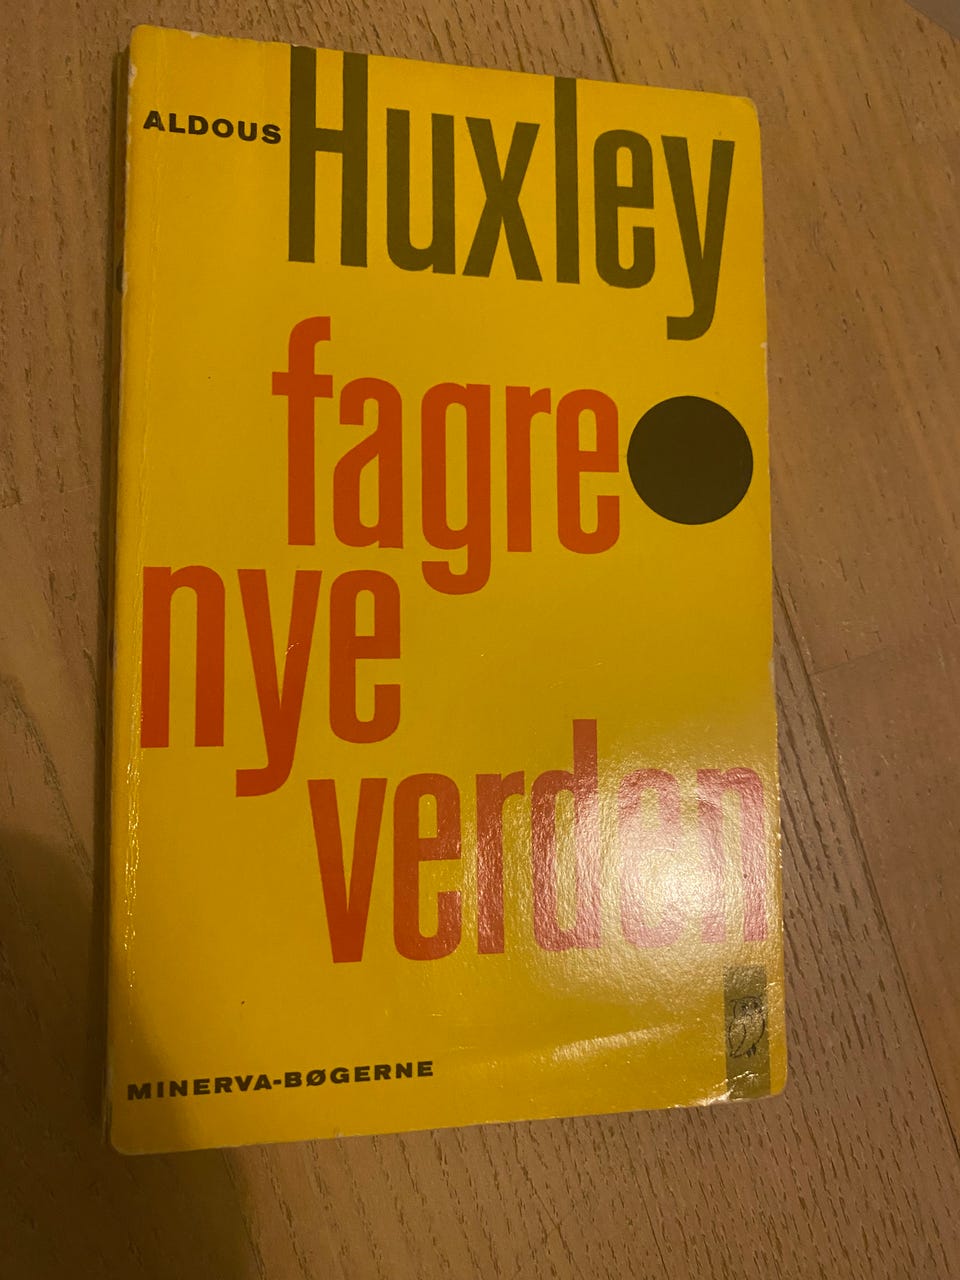 ALDOUS Huxley
fagre
nye
verden
MINERVA-BØGERNE